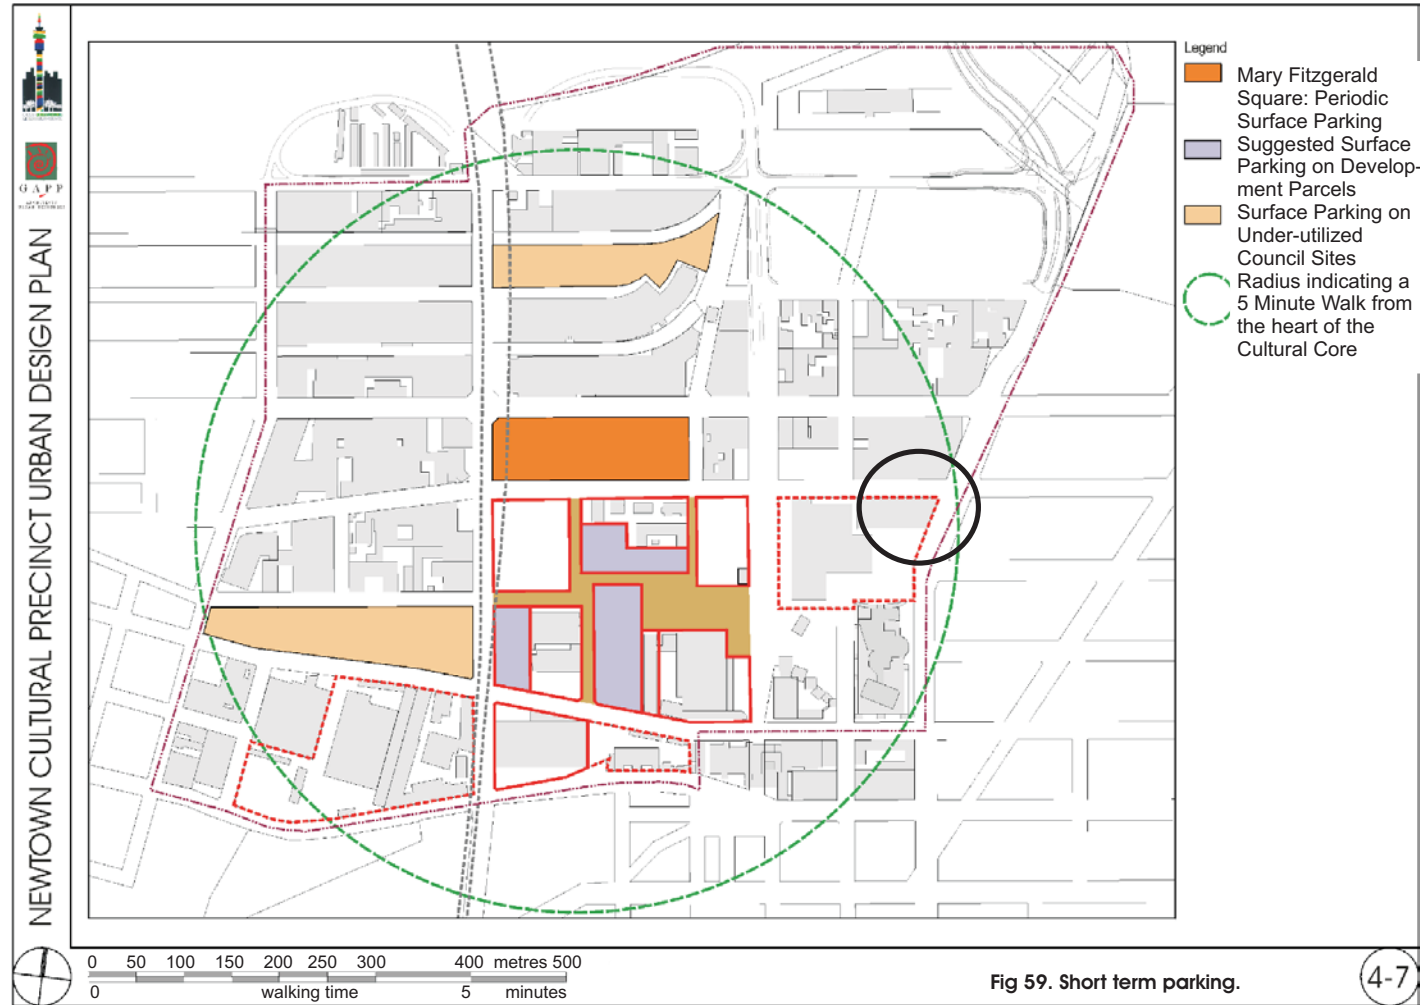 NEWTOWN CULTURAL PRECINCT URBAN DESIGN PLAN
GAPP
Legend
Mary Fitzgerald
Square: Periodic
Surface Parking
Suggested Surface
Parking on Develop-
ment Parcels
Surface Parking on
Under-utilized
Council Sites
Radius indicating a
5 Minute Walk from
the heart of the
Cultural Core
0 50 100 150 200 250 300 400 metres 500
0 walking time 5 minutes
Fig 59. Short term parking.
4-7